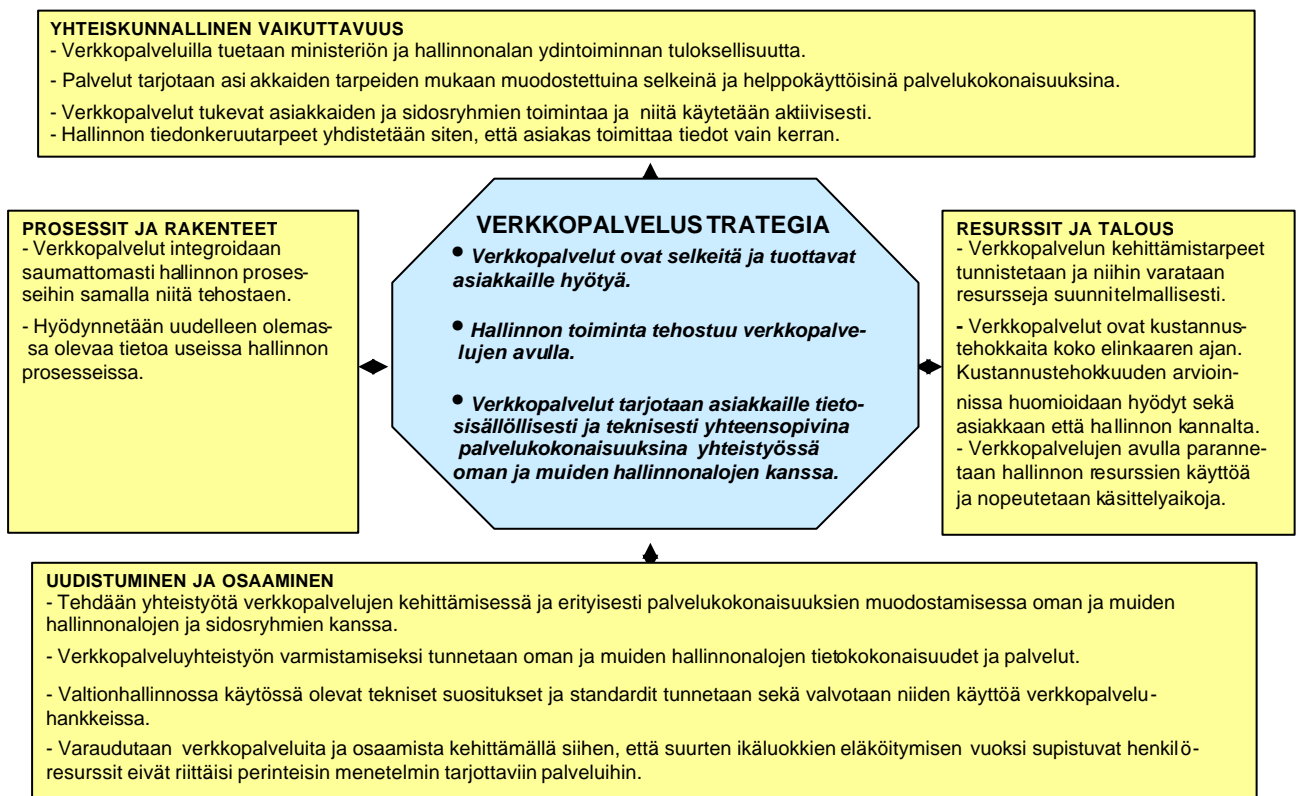 YHTEISKUNNALLINEN VAIKUTTAVUUS
- Verkkopalveluilla tuetaan ministeriön ja hallinnonalan ydintoiminnan tuloksellisuutta.
- Palvelut tarjotaan asi akkaiden tarpeiden mukaan muodostettuina selkeinä ja helppokäyttöisinä palvelukokonaisuuksina.
- Verkkopalvelut tukevat asiakkaiden ja sidosryhmien toimintaa ja niitä käytetään aktiivisesti.
- Hallinnon tiedonkeruutarpeet yhdistetään siten, että asiakas toimittaa tiedot vain kerran.
PROSESSIT JA RAKENTEET
- Verkkopalvelut integroidaan
saumattomasti hallinnon proses-
seihin samalla niitä tehostaen.
- Hyödynnetään uudelleen olemas-
sa olevaa tietoa useissa hallinnon
prosesseissa.
VERKKOPALVELUS TRATEGIA
• Verkkopalvelut ovat selkeitä ja tuottavat
asiakkaille hyötyä.
• Hallinnon toiminta tehostuu verkkopalve-
lujen avulla.
• Verkkopalvelut tarjotaan asiakkaille tieto-
sisällöllisesti ja teknisesti yhteensopivina
palvelukokonaisuuksina yhteistyössä
oman ja muiden hallinnonalojen kanssa.
RESURSSIT JA TALOUS
- Verkkopalvelun kehittämistarpeet
tunnistetaan ja niihin varataan
resursseja suunnitelmallisesti.
- Verkkopalvelut ovat kustannus-
tehokkaita koko elinkaaren ajan.
Kustannustehokkuuden arvioin-
nissa huomioidaan hyödyt sekä
asiakkaan että hallinnon kannalta.
- Verkkopalvelujen avulla paranne-
taan hallinnon resurssien käyttöä
ja nopeutetaan käsittelyaikoja.
UUDISTUMINEN JA OSAAMINEN
- Tehdään yhteistyötä verkkopalvelujen kehittämisessä ja erityisesti palvelukokonaisuuksien muodostamisessa oman ja muiden
hallinnonalojen ja sidosryhmien kanssa.
- Verkkopalveluyhteistyön varmistamiseksi tunnetaan oman ja muiden hallinnonalojen tietokokonaisuudet ja palvelut.
- Valtionhallinnossa käytössä olevat tekniset suositukset ja standardit tunnetaan sekä valvotaan niiden käyttöä verkkopalvelu-
hankkeissa.
- Varaudutaan verkkopalveluita ja osaamista kehittämällä siihen, että suurten ikäluokkien eläköitymisen vuoksi supistuvat henkilö-
resurssit eivät riittäisi perinteisin menetelmin tarjottaviin palveluihin.